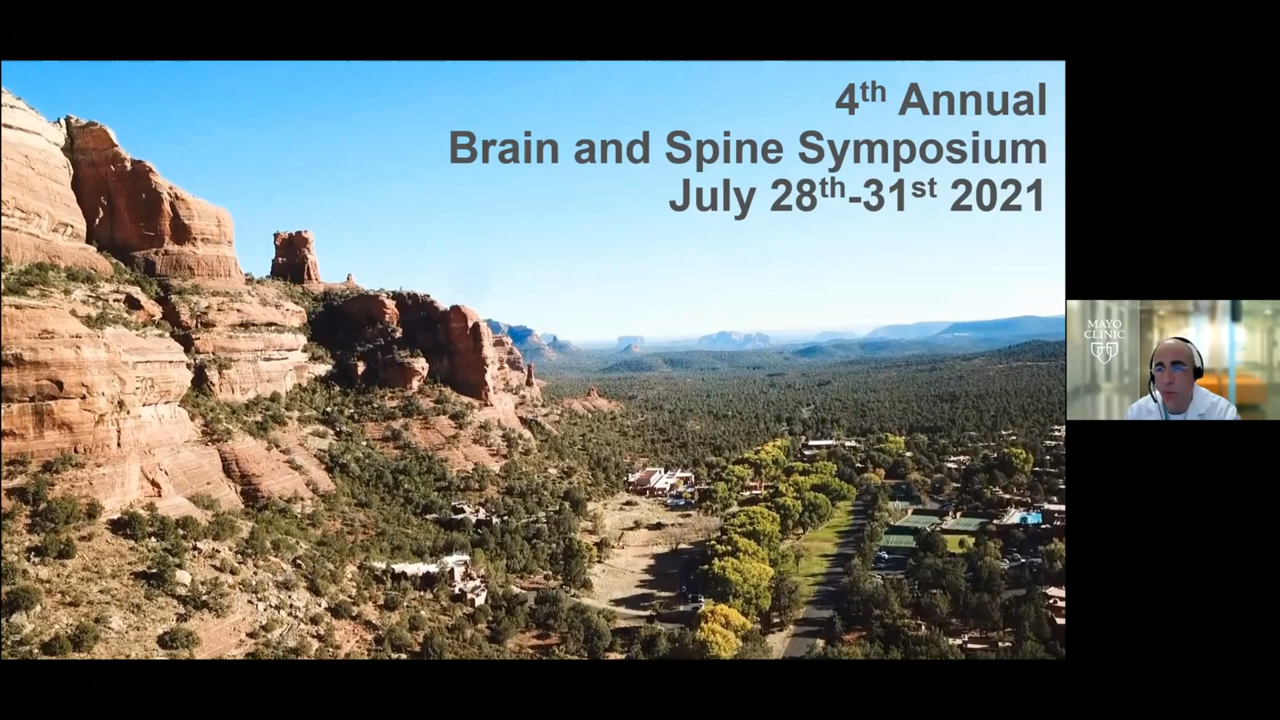 4th Annual
Brain and Spine Symposium
July 28th-31st 2021
MAYO
CLINIC